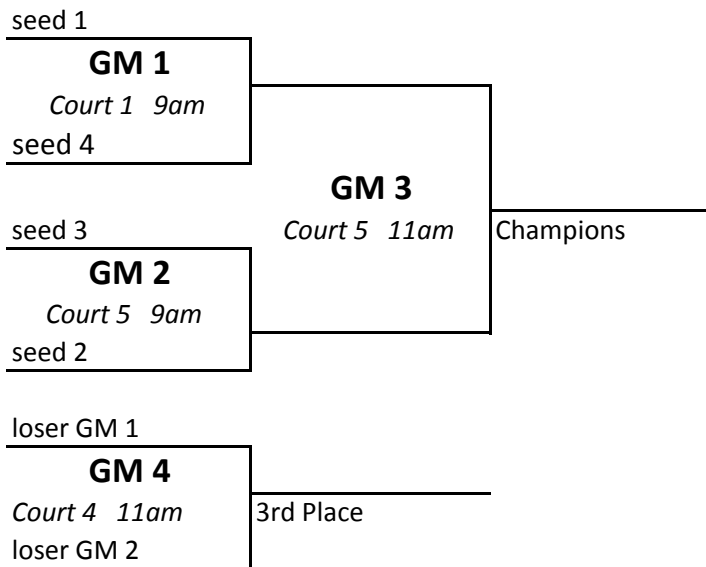 seed 1
GM 1
Court 1 9am
seed 4
GM 3
seed 3
Court 5 11am
Champions
GM 2
Court 5 9am
seed 2
loser GM 1
GM 4
Court 4 11am
3rd Place
loser GM 2